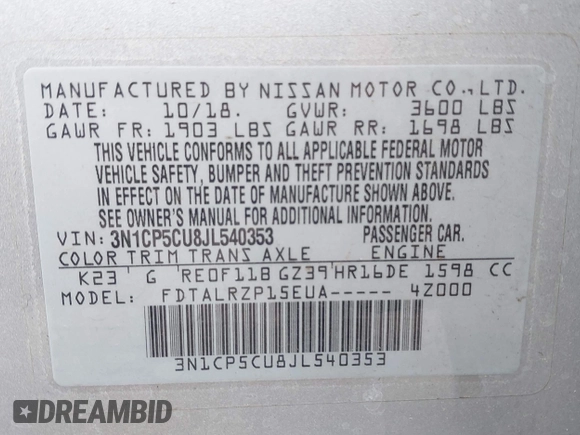 MANUFACTURED BY NISSAN MOTOR CO., LTD.
DATE: 10/18. GVWR: 3600 LBS
GAWR FR: 1903 LBS GAWR RR: 1698 LBS
THIS VEHICLE CONFORMS TO ALL APPLICABLE FEDERAL MOTOR
VEHICLE SAFETY, BUMPER AND THEFT PREVENTION STANDARDS
IN EFFECT ON THE DATE OF MANUFACTURE SHOWN ABOVE.
SEE OWNER'S MANUAL FOR ADDITIONAL INFORMATION.
VIN: 3N1CP5CU8JL540353 PASSENGER CAR.
COLOR TRIM TRANS AXLE ENGINE
K23 G RE0F11B GZ39 HR16DE 1598 CC
MODEL: FDTALRZP15EUA----- 4Z000
3N1CP5CU8JL540353
DREAMBID